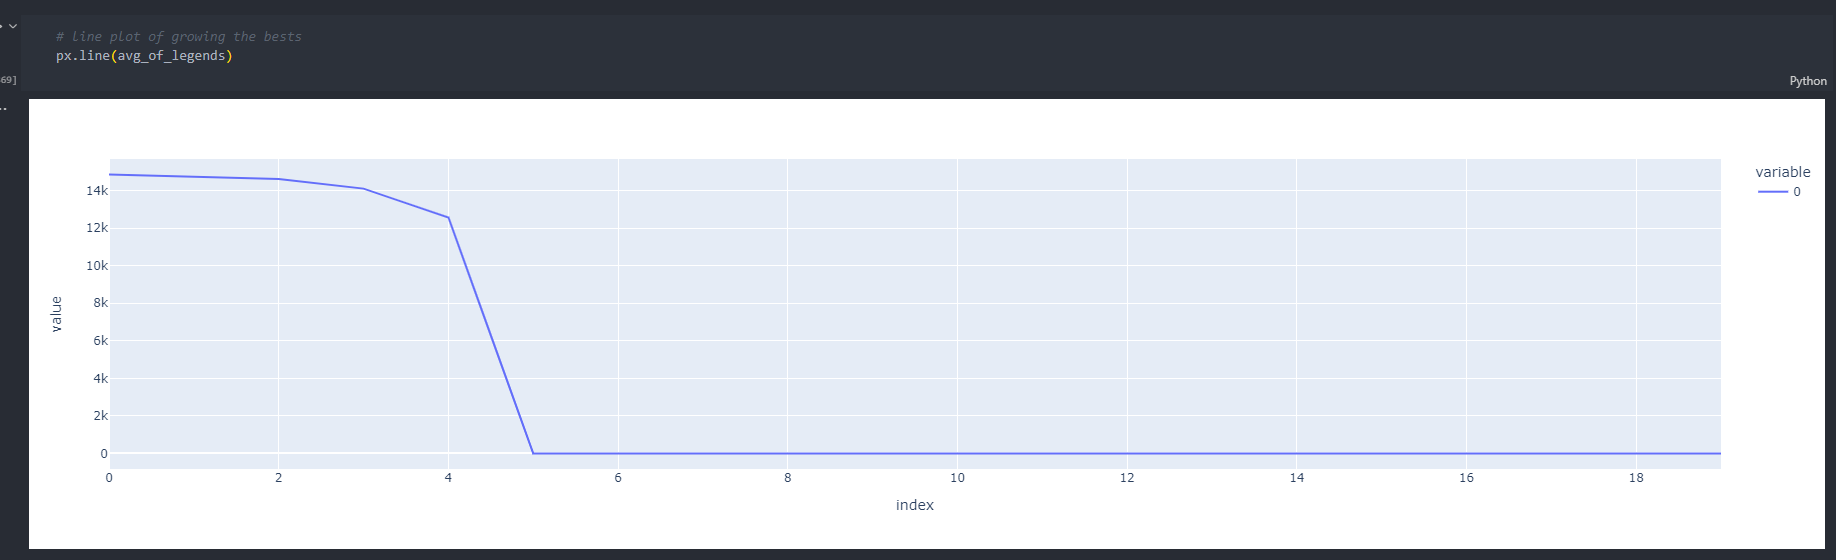 # line plot of growing the bests
px.line(avg_of_legends)
69]
Python
variable
0
14k
12k
10k
8k
6k
4k
2k
0
value
0 2 4 6 8 10 12 14 16 18
index